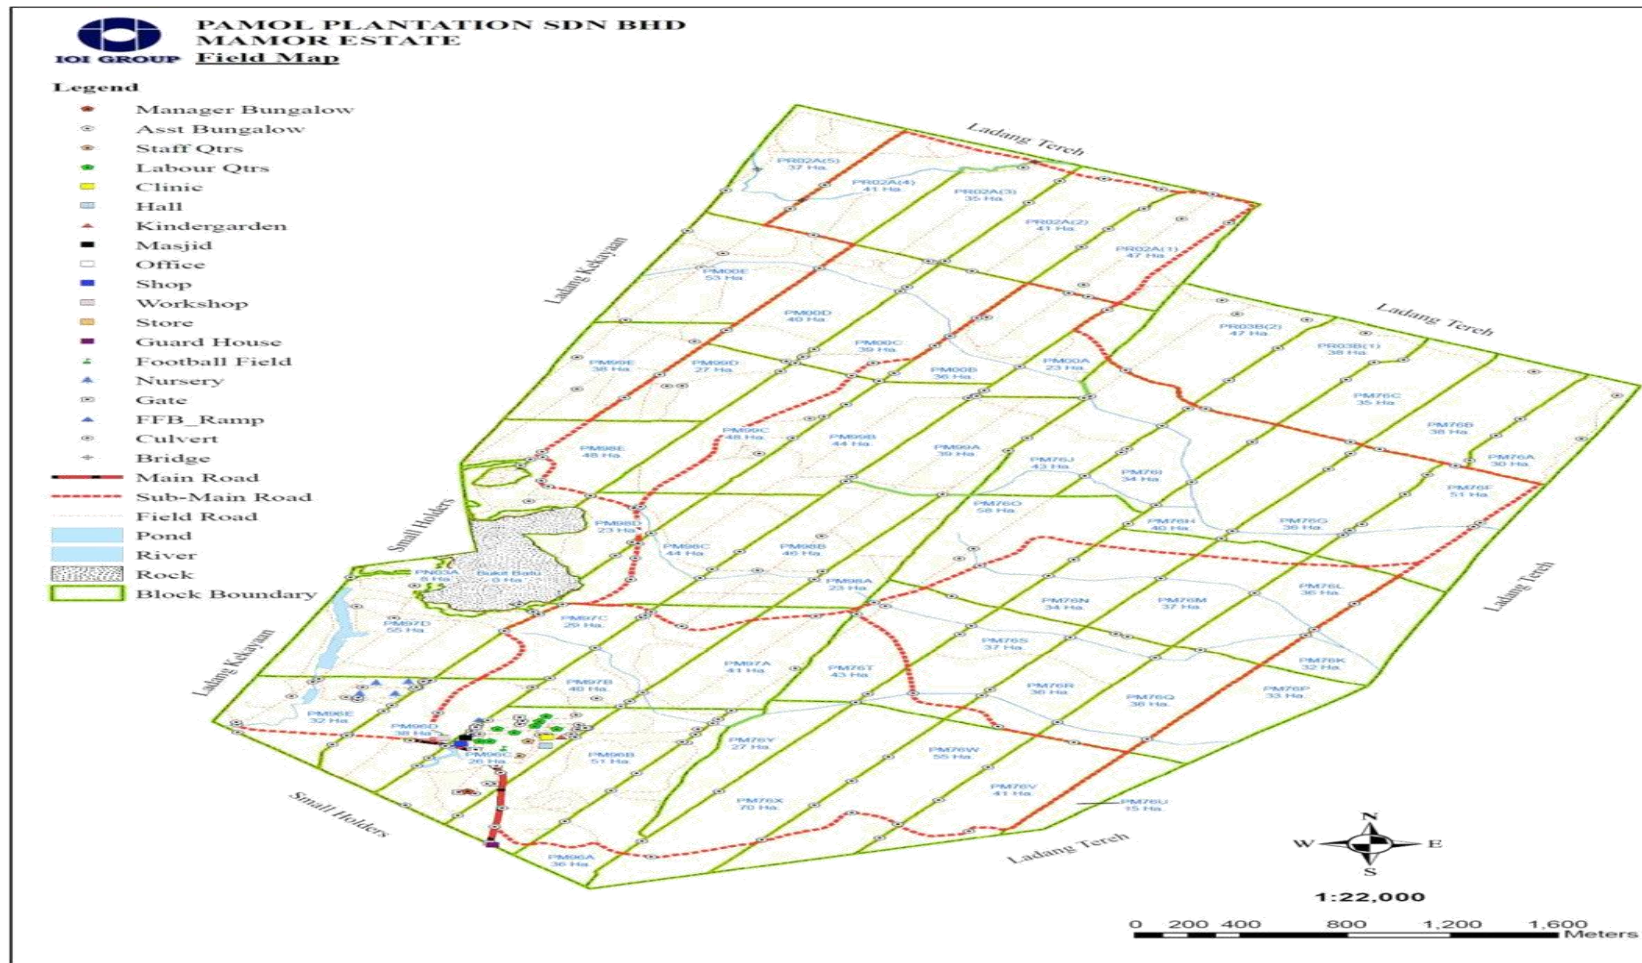 IOI GROUP
PAMOL PLANTATION SDN BHD
MAMOR ESTATE
Field Map
Legend
Manager Bungalow
Asst Bungalow
Staff Qtrs
Labour Qtrs
Clinic
Hall
Kindergarden
Masjid
Office
Shop
Workshop
Store
Guard House
Football Field
Nursery
Gate
FFB_Ramp
Culvert
Bridge
Main Road
Sub-Main Road
Field Road
Pond
River
Rock
Block Boundary
Ladang Tereh
PR02A(5)
37 Ha.
PR02A(4)
41 Ha.
PR02A(3)
35 Ha.
PR02A(2)
41 Ha.
PR02A(1)
47 Ha.
Ladang Kekayaan
PM00E
53 Ha.
PM00D
40 Ha.
PM00C
39 Ha.
PM00B
36 Ha.
PM00A
23 Ha.
Ladang Tereh
PR03B(2)
47 Ha.
PR03B(1)
38 Ha.
PM76C
35 Ha.
PM76B
38 Ha.
PM76A
30 Ha.
PM76F
51 Ha.
PM99E
38 Ha.
PM99D
27 Ha.
PM99C
48 Ha.
PM99B
44 Ha.
PM99A
39 Ha.
PM76J
43 Ha.
PM76I
34 Ha.
PM76H
40 Ha.
PM76G
36 Ha.
PM98E
48 Ha.
PM98D
23 Ha.
PM98C
44 Ha.
PM98B
46 Ha.
PM98A
23 Ha.
PM76O
58 Ha.
PM76N
34 Ha.
PM76M
37 Ha.
PM76L
36 Ha.
PM76K
32 Ha.
Ladang Tereh
Small Holders
PN03A
6 Ha.
Bukit Batu
0 Ha.
PM97D
55 Ha.
PM97C
29 Ha.
PM97B
40 Ha.
PM97A
41 Ha.
PM76T
43 Ha.
PM76S
37 Ha.
PM76R
36 Ha.
PM76Q
36 Ha.
PM76P
33 Ha.
Ladang Kekayaan
PM96E
32 Ha.
PM96D
38 Ha.
PM96C
26 Ha.
PM96B
51 Ha.
PM96A
36 Ha.
PM76Y
27 Ha.
PM76X
70 Ha.
PM76W
55 Ha.
PM76V
41 Ha.
PM76U
15 Ha.
Small Holders
Ladang Tereh
N
W E
S
1:22,000
0 200 400 800 1,200 1,600
Meters